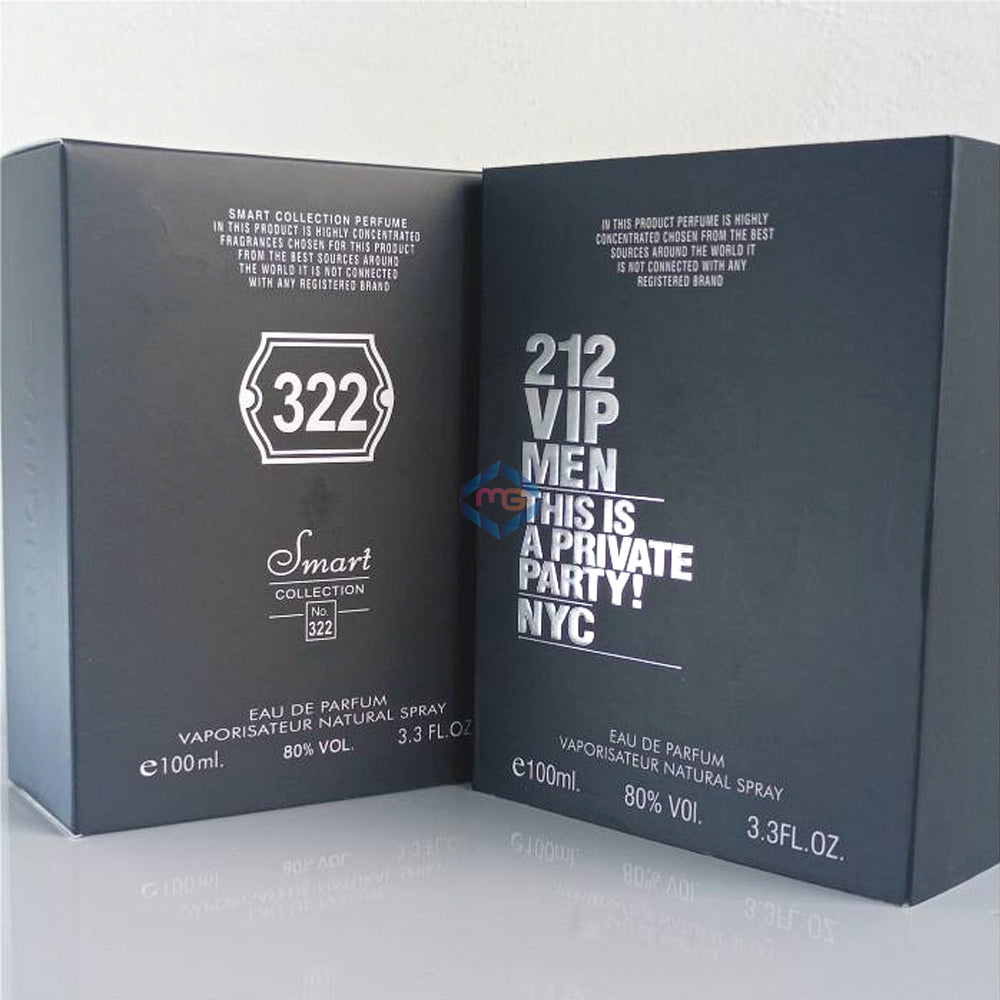 SMART COLLECTION PERFUME
IN THIS PRODUCT IS HIGHLY CONCENTRATED
FRAGRANCES CHOSEN FOR THIS PRODUCT
FROM THE BEST SOURCES AROUND
THE WORLD IT IS NOT CONNECTED
WITH ANY REGISTERED BRAND
322
Smart
COLLECTION
No.
322
EAU DE PARFUM
VAPORISATEUR NATURAL SPRAY
e100ml. 80% VOL. 3.3 FL.OZ
IN THIS PRODUCT PERFUME IS HIGHLY
CONCENTRATED CHOSEN FROM THE BEST
SOURCES AROUND THE WORLD IT
IS NOT CONNECTED WITH ANY
REGISTERED BRAND
212
VIP
MEN
THIS IS
A PRIVATE
PARTY!
NYC
EAU DE PARFUM
VAPORISATEUR NATURAL SPRAY
e100ml. 80% VOl. 3.3FL.OZ.
MGT